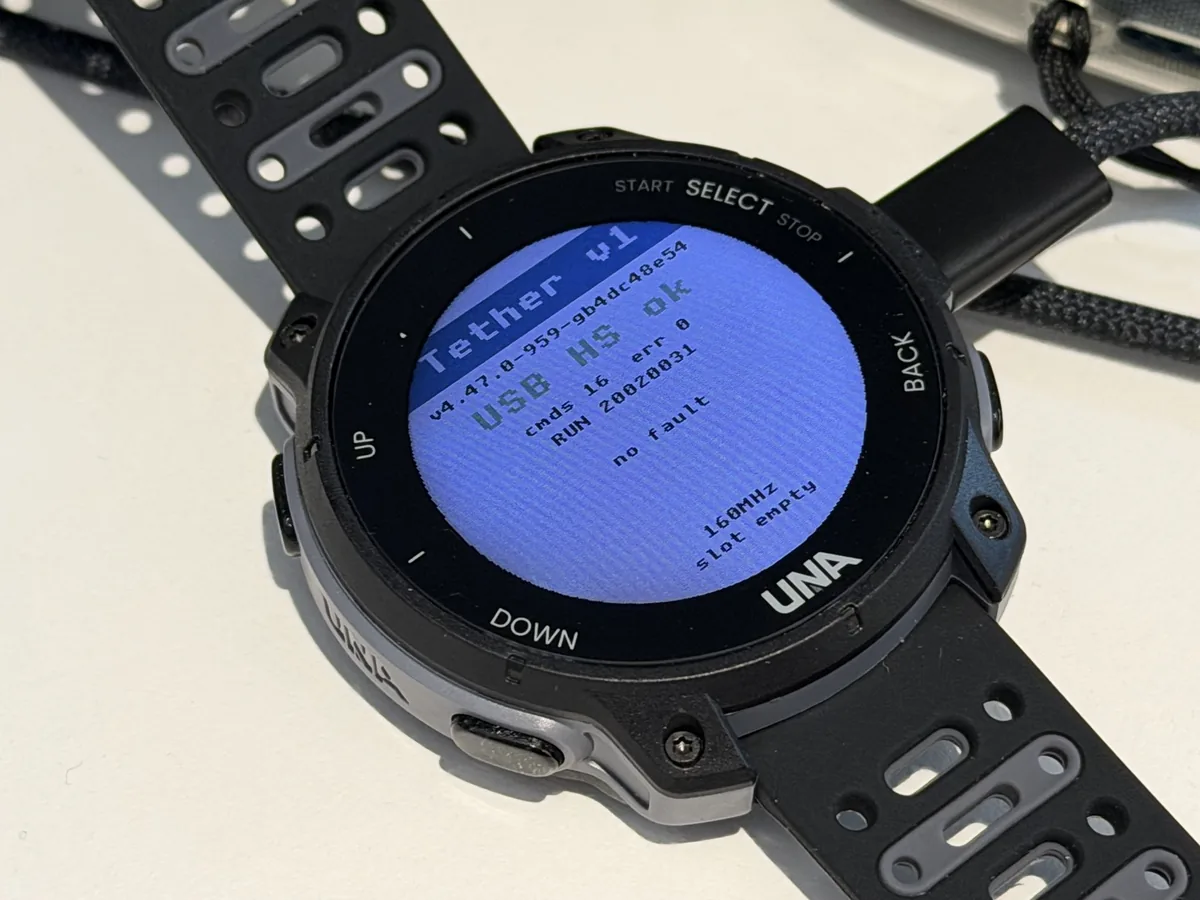 START SELECT STOP
Tether v1
v4.47.0-959-gb4dc48e54
USB HS ok
cmds 16 err 0
RUN 20020031
no fault
160MHz
slot empty
BACK
UP
DOWN
UNA
UNA